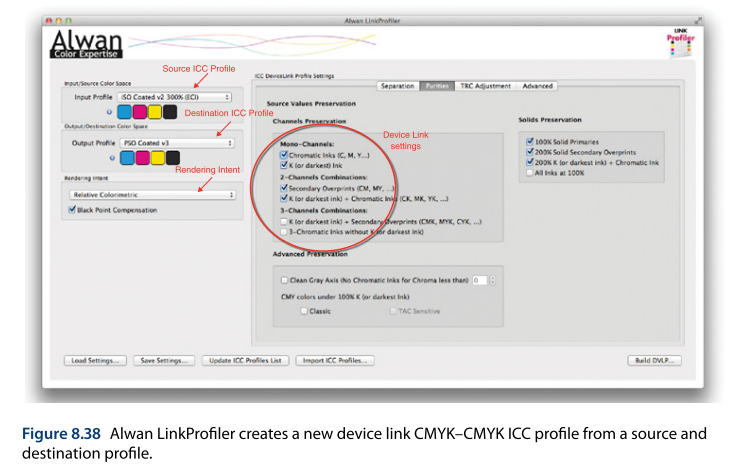 Alwan LinkProfiler
Alwan
Color Expertise
LINK
Profiler
Source ICC Profile
Input/Source Color Space
Input Profile ISO Coated v2 300% (ECI)
Destination ICC Profile
Output/Destination Color Space
Output Profile PSO Coated v3
Rendering Intent
Rendering Intent
Relative Colorimetric
Black Point Compensation
ICC DeviceLink Profile Settings
Separation Purities TRC Adjustment Advanced
Source Values Preservation
Channels Preservation
Device Link
settings
Mono-Channels:
Chromatic Inks (C, M, Y...)
K (or darkest) Ink
2-Channels Combinations:
Secondary Overprints (CM, MY, ...)
K (or darkest ink) + Chromatic Inks (CK, MK, YK, ...)
3-Channels Combinations:
K (or darkest ink) + Secondary Overprints (CMK, MYK, CYK, ...)
3-Chromatic Inks without K (or darkest ink)
Solids Preservation
100% Solid Primaries
200% Solid Secondary Overprints
200% K (or darkest ink) + Chromatic Ink
All Inks at 100%
Advanced Preservation
Clean Gray Axis (No Chromatic Inks for Chroma less than) 0
CMY colors under 100% K (or darkest Ink)
Classic TAC Sensitive
Load Settings... Save Settings... Update ICC Profiles List Import ICC Profiles... Build DVLP...
Figure 8.38 Alwan LinkProfiler creates a new device link CMYK–CMYK ICC profile from a source and
destination profile.